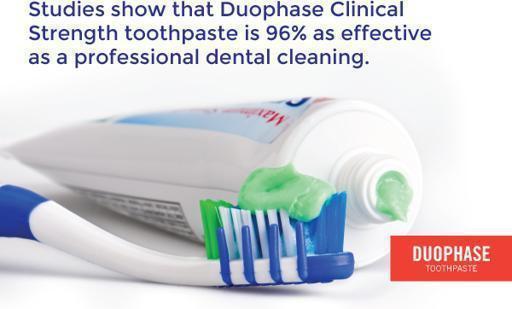 Studies show that Duophase Clinical
Strength toothpaste is 96% as effective
as a professional dental cleaning.
DUOPHASE
TOOTHPASTE